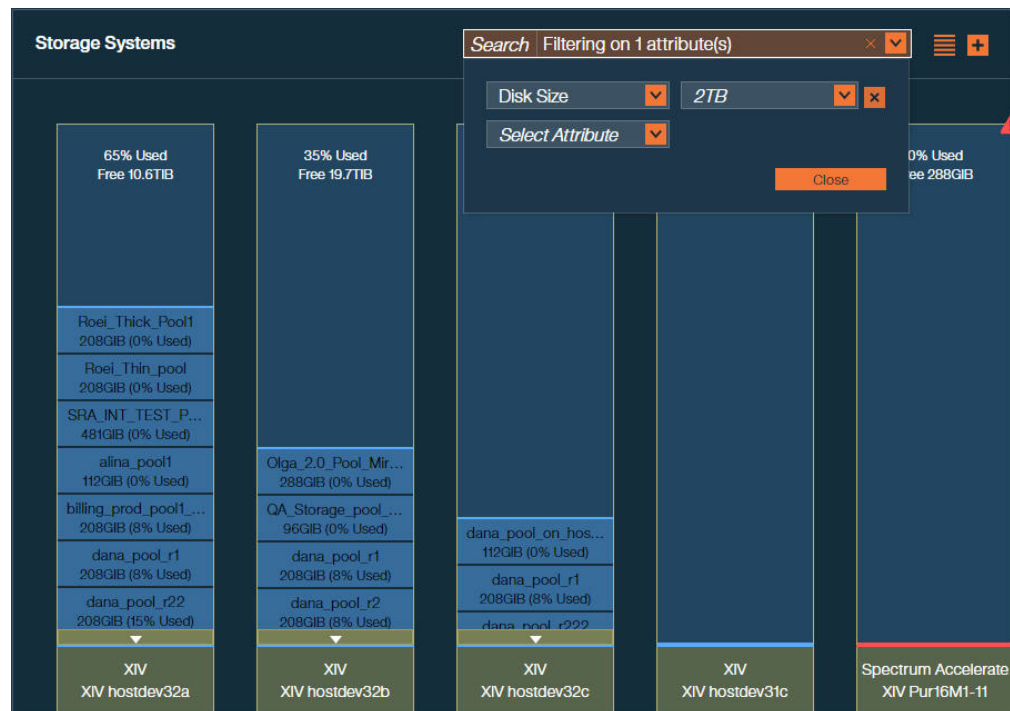 Storage Systems
Search Filtering on 1 attribute(s)
Disk Size 2TB
Select Attribute
Close
65% Used
Free 10.6TIB
Roei_Thick_Pool1
208GIB (0% Used)
Roei_Thin_pool
208GIB (0% Used)
SRA_INT_TEST_P...
481GIB (0% Used)
alina_pool1
112GIB (0% Used)
billing_prod_pool1_...
208GIB (8% Used)
dana_pool_r1
208GIB (8% Used)
dana_pool_r22
208GIB (15% Used)
XIV
XIV hostdev32a
35% Used
Free 19.7TIB
Olga_2.0_Pool_Mir...
288GIB (0% Used)
QA_Storage_pool_...
96GIB (0% Used)
dana_pool_r1
208GIB (8% Used)
dana_pool_r2
208GIB (8% Used)
XIV
XIV hostdev32b
dana_pool_on_hos...
112GIB (0% Used)
dana_pool_r1
208GIB (8% Used)
dana_pool_r222
XIV
XIV hostdev32c
XIV
XIV hostdev31c
0% Used
ee 288GIB
Spectrum Accelerate
XIV Pur16M1-11